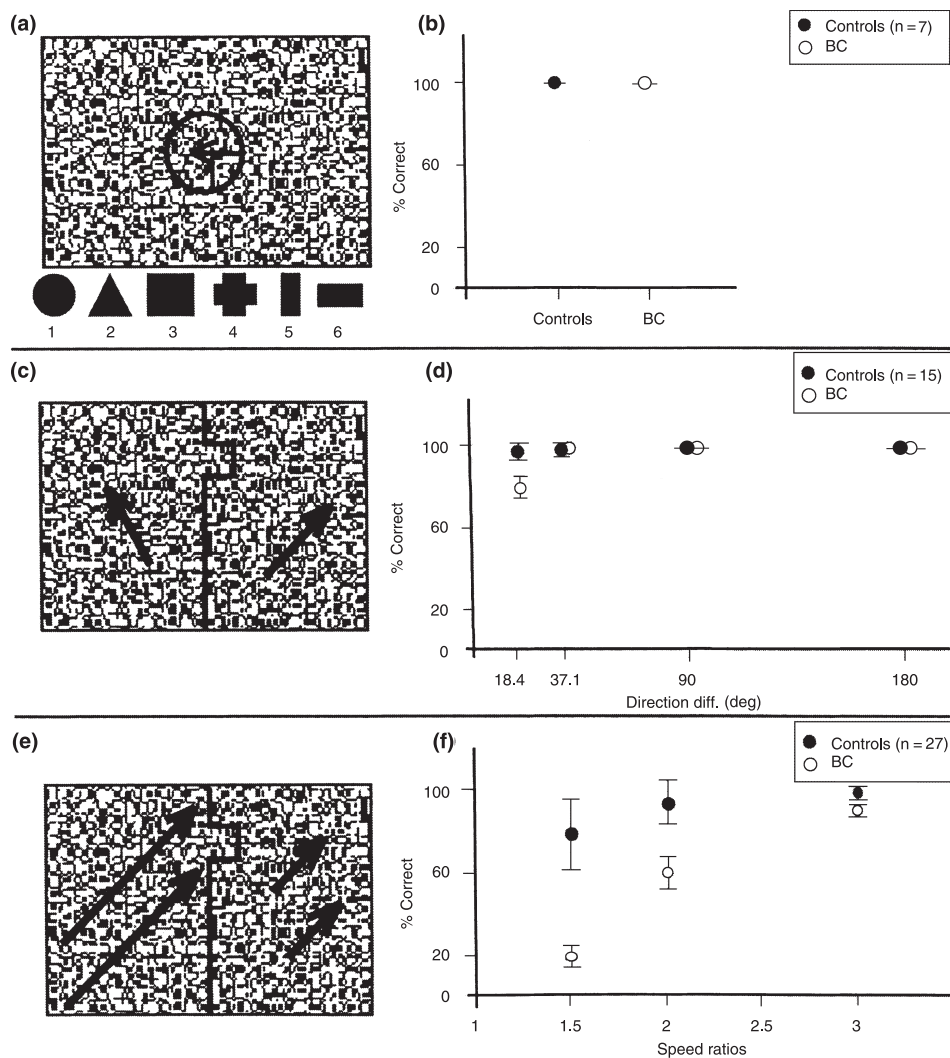 (a)
1 2 3 4 5 6
(b)
Controls (n = 7)
BC
% Correct
100
60
20
0
Controls BC
(c)
(d)
Controls (n = 15)
BC
% Correct
100
60
20
0
18.4 37.1 90 180
Direction diff. (deg)
(e)
(f)
Controls (n = 27)
BC
% Correct
100
60
20
0
1 1.5 2 2.5 3
Speed ratios